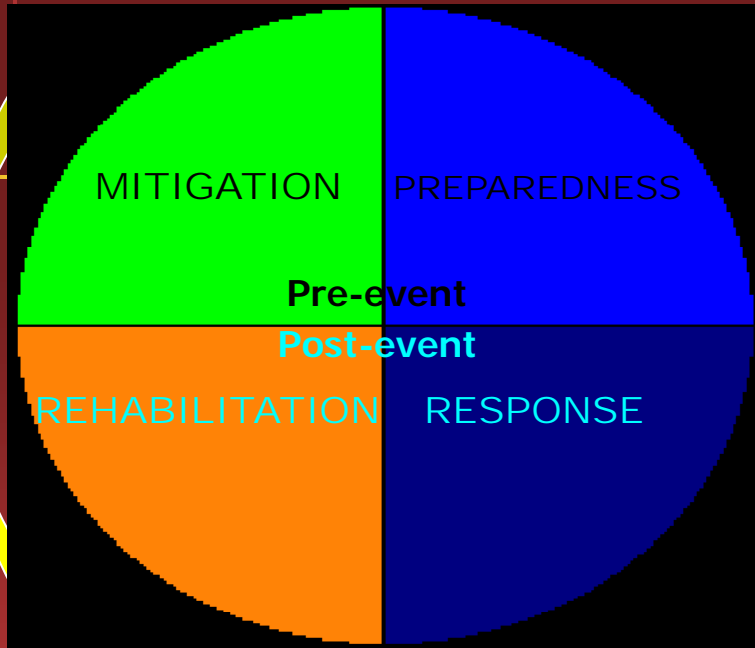 MITIGATION PREPAREDNESS
Pre-event
Post-event
REHABILITATION RESPONSE